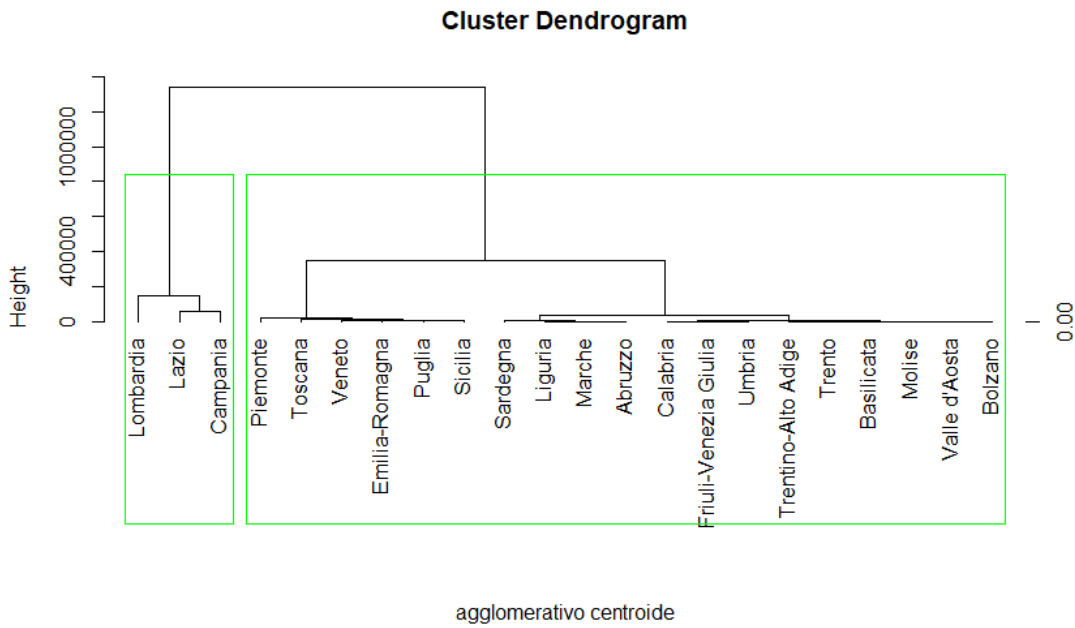 Cluster Dendrogram
Height
0
400000
1000000
0.00
Lombardia
Lazio
Campania
Piemonte
Toscana
Veneto
Emilia-Romagna
Puglia
Sicilia
Sardegna
Liguria
Marche
Abruzzo
Calabria
Friuli-Venezia Giulia
Umbria
Trentino-Alto Adige
Trento
Basilicata
Molise
Valle d'Aosta
Bolzano
agglomerativo centroide